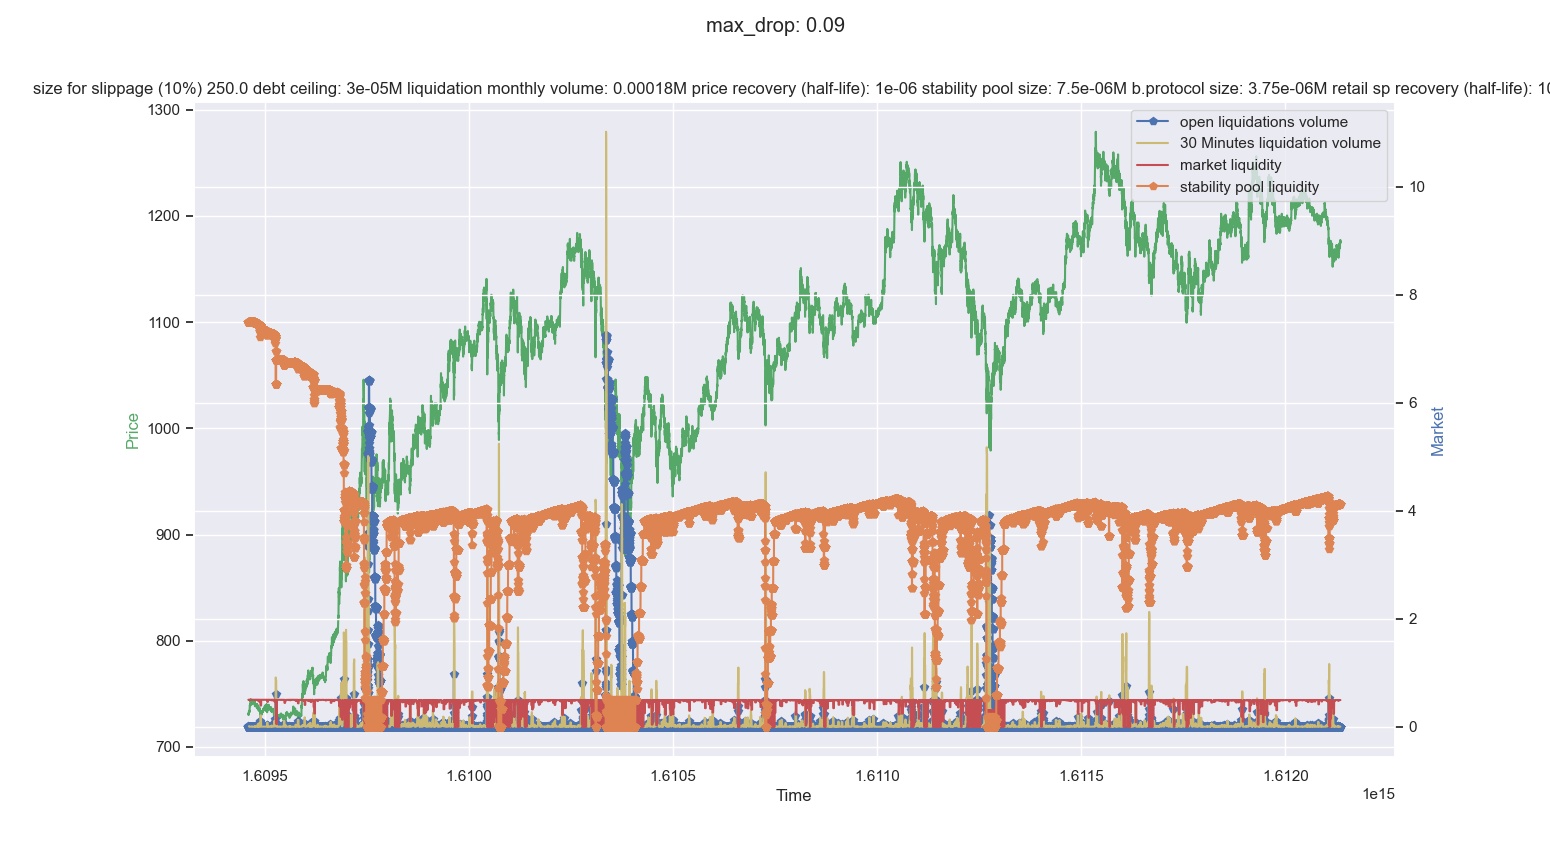 max_drop: 0.09
size for slippage (10%) 250.0 debt ceiling: 3e-05M liquidation monthly volume: 0.00018M price recovery (half-life): 1e-06 stability pool size: 7.5e-06M b.protocol size: 3.75e-06M retail sp recovery (half-life): 10
open liquidations volume
30 Minutes liquidation volume
market liquidity
stability pool liquidity
1300
1200
1100
1000
900
800
700
Price
10
8
6
4
2
0
Market
1.6095 1.6100 1.6105 1.6110 1.6115 1.6120
Time
1e15